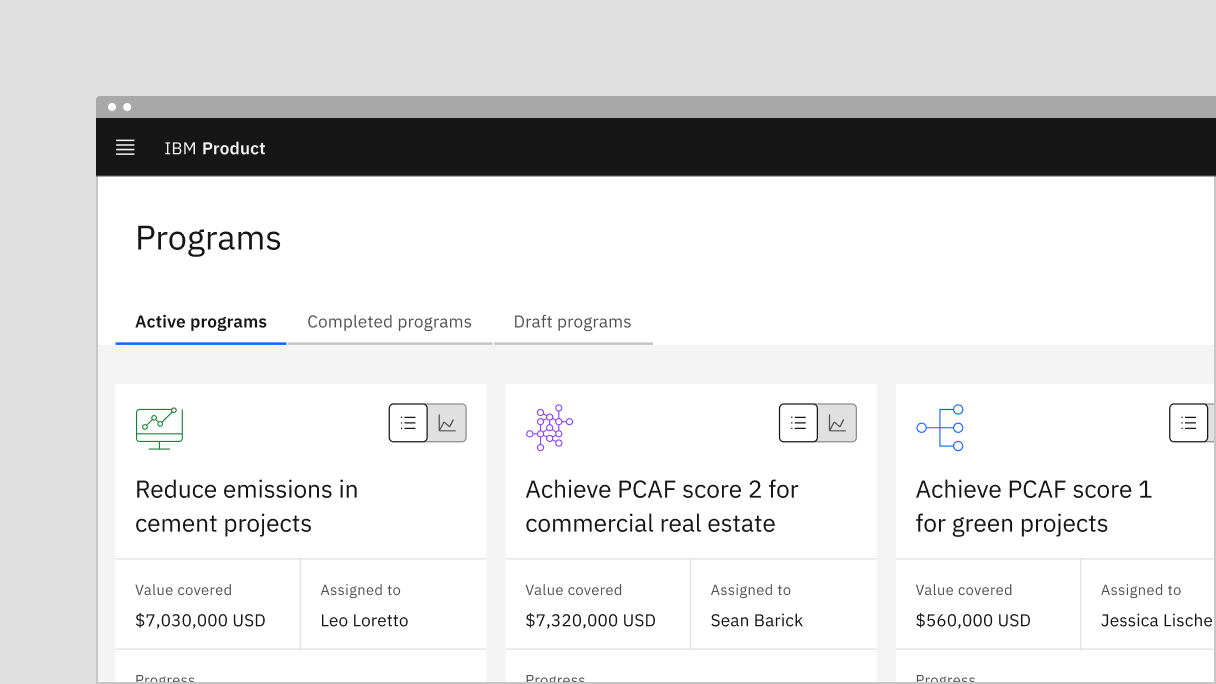 IBM Product
Programs
Active programs
Completed programs
Draft programs
Reduce emissions in
cement projects
Value covered
$7,030,000 USD
Assigned to
Leo Loretto
Progress
Achieve PCAF score 2 for
commercial real estate
Value covered
$7,320,000 USD
Assigned to
Sean Barick
Progress
Achieve PCAF score 1
for green projects
Value covered
$560,000 USD
Assigned to
Jessica Lische
Progress